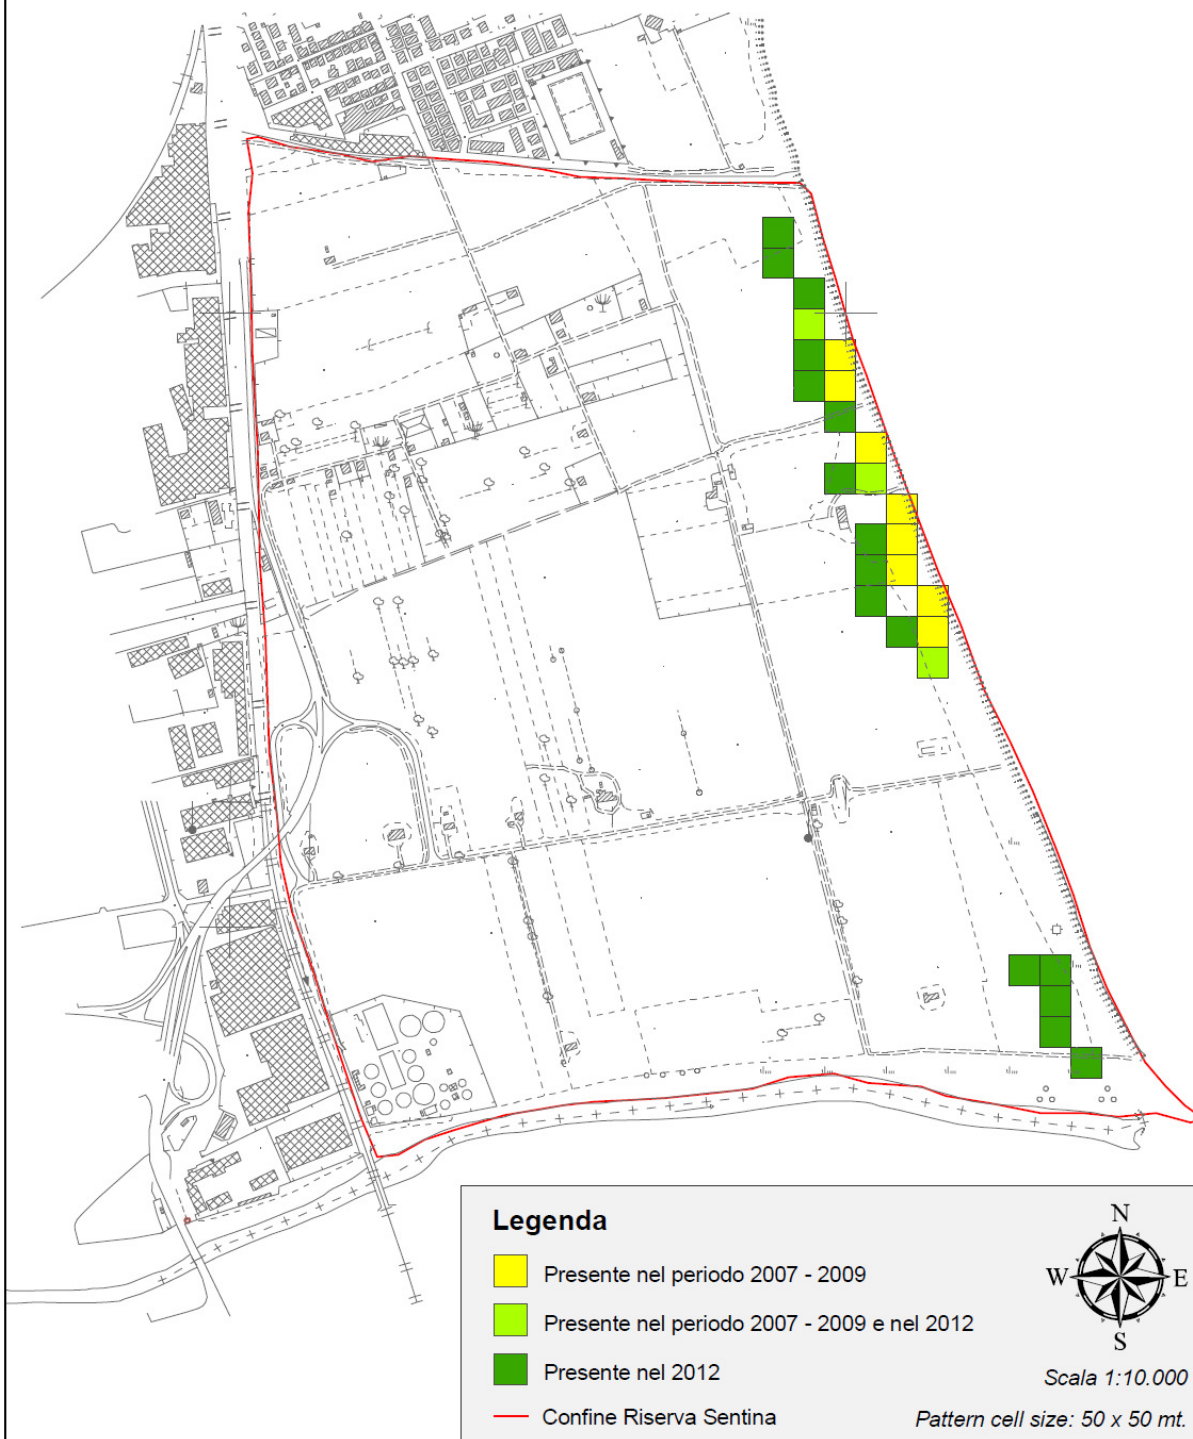 Legenda
Presente nel periodo 2007 - 2009
Presente nel periodo 2007 - 2009 e nel 2012
Presente nel 2012
Confine Riserva Sentina
N
W E
S
Scala 1:10.000
Pattern cell size: 50 x 50 mt.